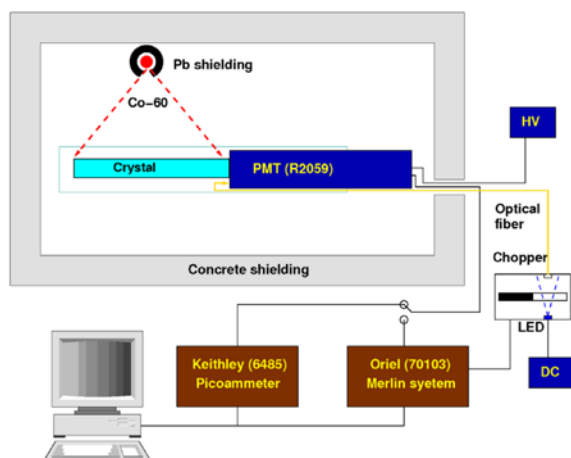 Pb shielding
Co-60
HV
Crystal
PMT (R2059)
Optical
fiber
Chopper
Concrete shielding
LED
Keithley (6485)
Picoammeter
Oriel (70103)
Merlin syetem
DC